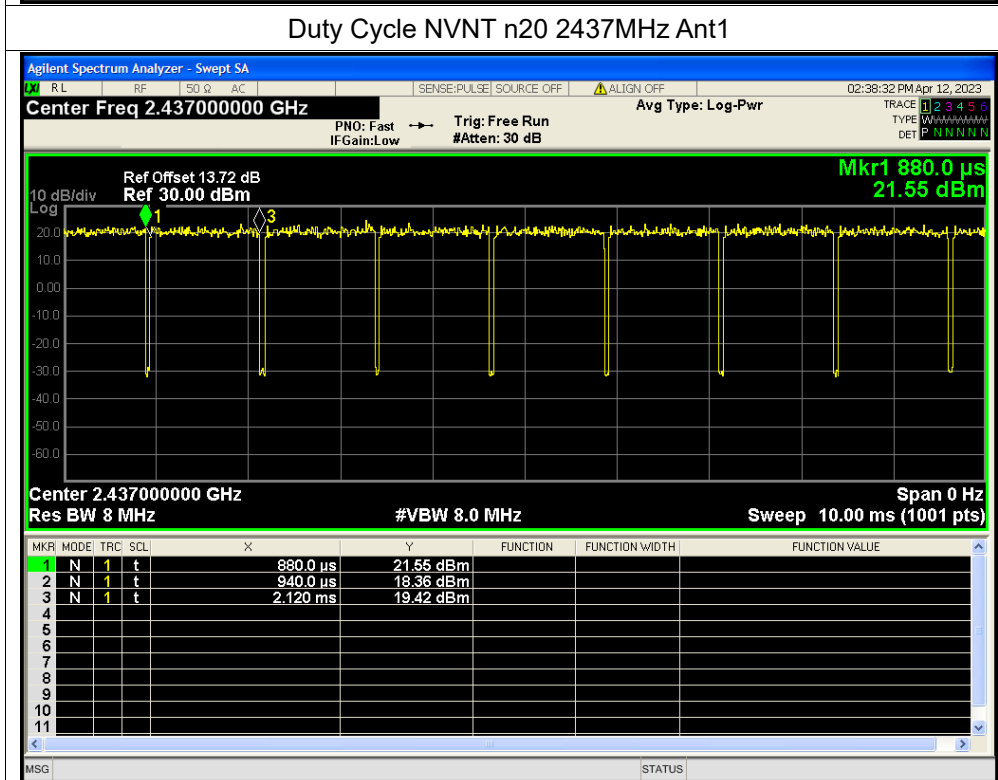 Duty Cycle NVNT n20 2437MHz Ant1
Agilent Spectrum Analyzer - Swept SA
LXI RL RF 50 Ω AC SENSE:PULSE SOURCE OFF ALIGN OFF 02:38:32 PM Apr 12, 2023
Center Freq 2.437000000 GHz Avg Type: Log-Pwr TRACE 1 2 3 4 5 6
PNO: Fast Trig: Free Run TYPE WWWWWW
IFGain:Low #Atten: 30 dB DET P N N N N N
Mkr1 880.0 µs
21.55 dBm
Ref Offset 13.72 dB
10 dB/div Ref 30.00 dBm
Log
1
3
20.0
10.0
0.00
-10.0
-20.0
-30.0
-40.0
-50.0
-60.0
Center 2.437000000 GHz Span 0 Hz
Res BW 8 MHz #VBW 8.0 MHz Sweep 10.00 ms (1001 pts)
MKR MODE TRC SCL X Y FUNCTION FUNCTION WIDTH FUNCTION VALUE
1 N 1 t 880.0 µs 21.55 dBm
2 N 1 t 940.0 µs 18.36 dBm
3 N 1 t 2.120 ms 19.42 dBm
4
5
6
7
8
9
10
11
MSG STATUS